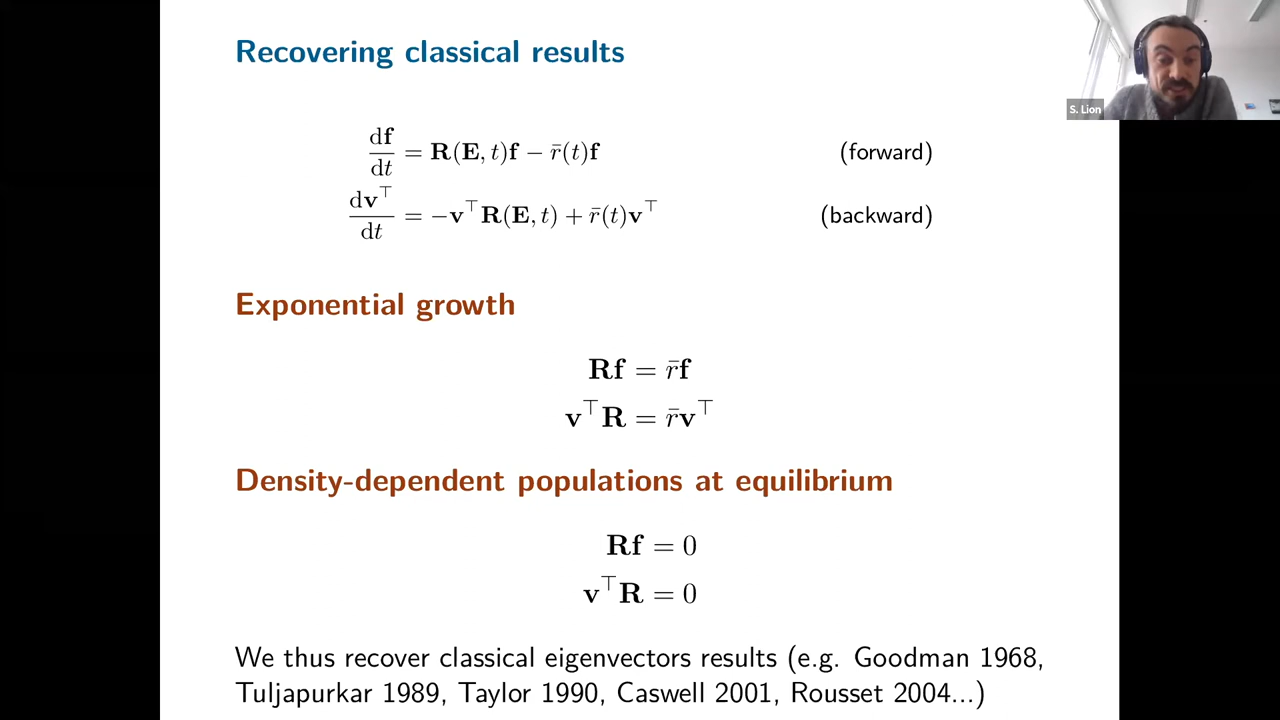 Recovering classical results
S. Lion
df/dt = R(E, t)f − r̄(t)f (forward)
dv⊤/dt = −v⊤R(E, t) + r̄(t)v⊤ (backward)
Exponential growth
Rf = r̄f
v⊤R = r̄v⊤
Density-dependent populations at equilibrium
Rf = 0
v⊤R = 0
We thus recover classical eigenvectors results (e.g. Goodman 1968,
Tuljapurkar 1989, Taylor 1990, Caswell 2001, Rousset 2004...)